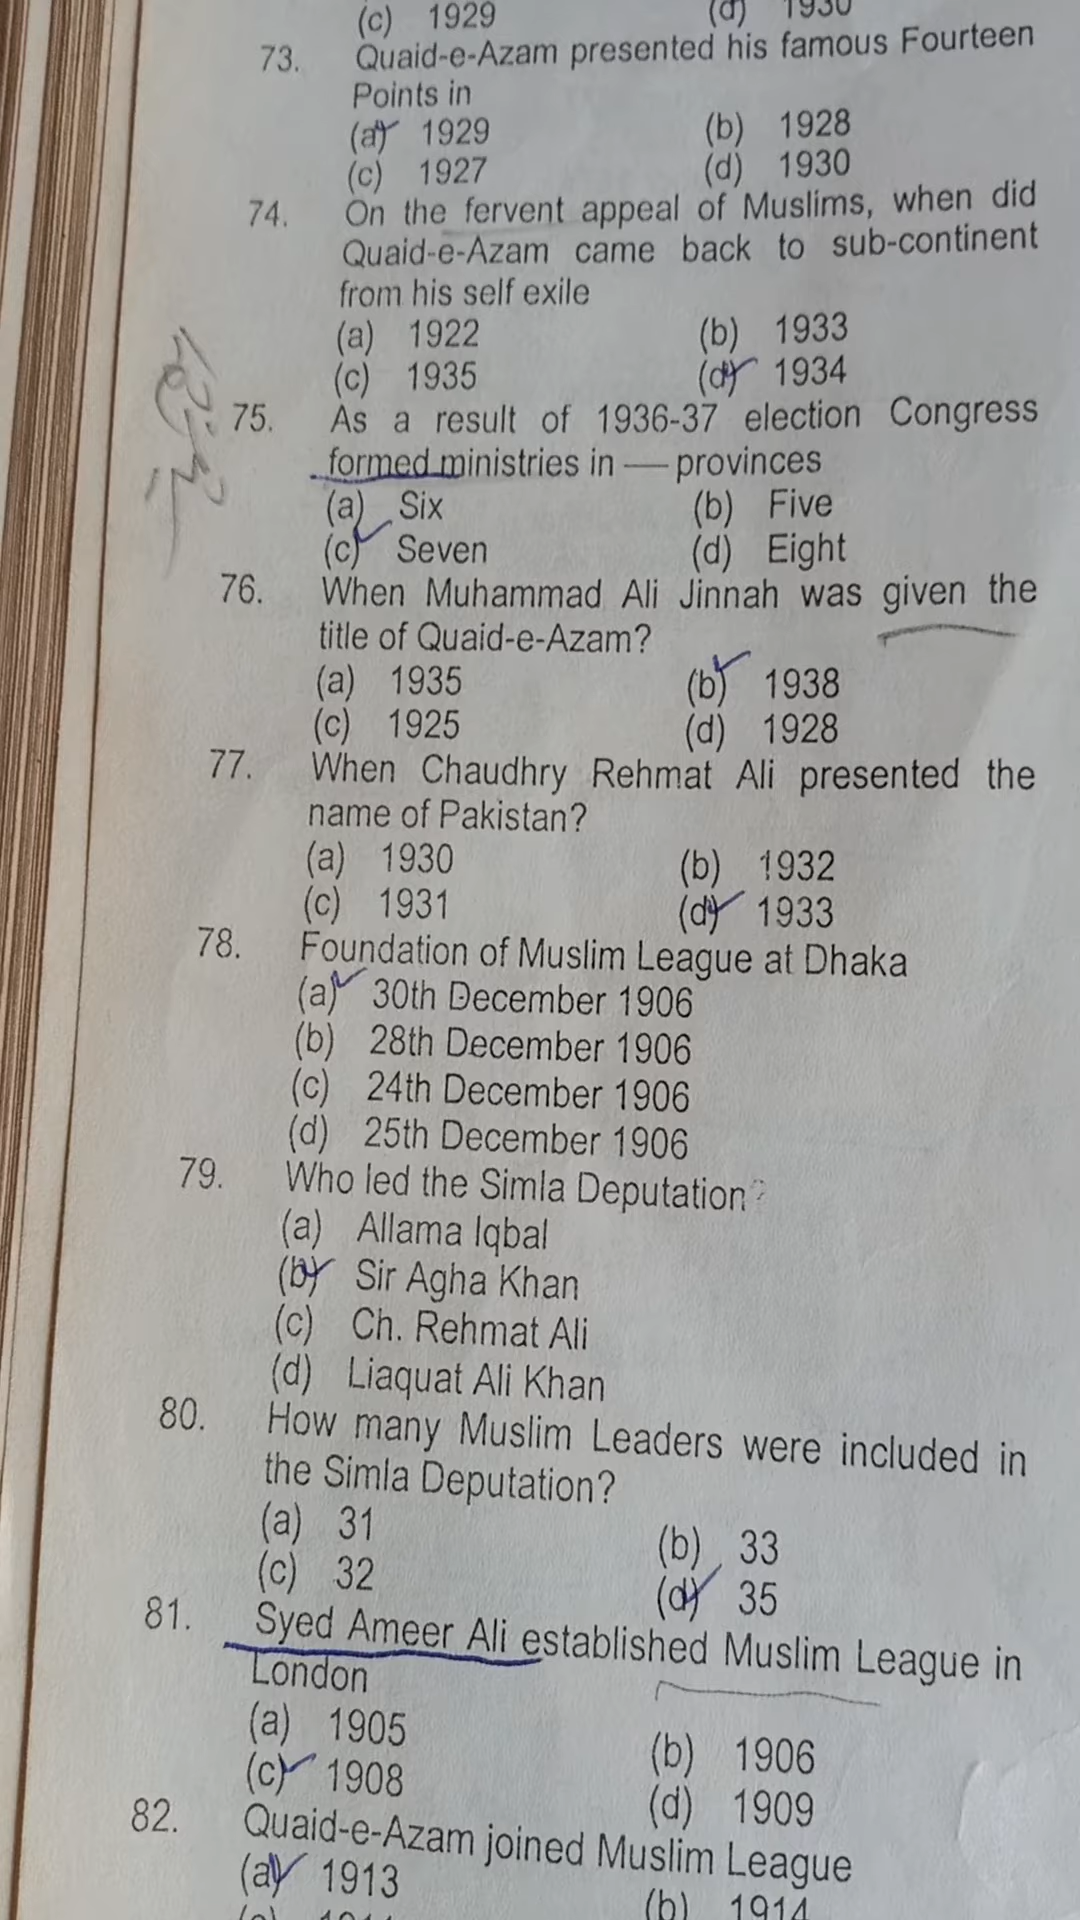 (c) 1929 (d) 1930
73. Quaid-e-Azam presented his famous Fourteen
Points in
(a) 1929 (b) 1928
(c) 1927 (d) 1930
74. On the fervent appeal of Muslims, when did
Quaid-e-Azam came back to sub-continent
from his self exile
(a) 1922 (b) 1933
(c) 1935 (d) 1934
75. As a result of 1936-37 election Congress
formed ministries in — provinces
(a) Six (b) Five
(c) Seven (d) Eight
76. When Muhammad Ali Jinnah was given the
title of Quaid-e-Azam?
(a) 1935 (b) 1938
(c) 1925 (d) 1928
77. When Chaudhry Rehmat Ali presented the
name of Pakistan?
(a) 1930 (b) 1932
(c) 1931 (d) 1933
78. Foundation of Muslim League at Dhaka
(a) 30th December 1906
(b) 28th December 1906
(c) 24th December 1906
(d) 25th December 1906
79. Who led the Simla Deputation?
(a) Allama Iqbal
(b) Sir Agha Khan
(c) Ch. Rehmat Ali
(d) Liaquat Ali Khan
80. How many Muslim Leaders were included in
the Simla Deputation?
(a) 31 (b) 33
(c) 32 (d) 35
81. Syed Ameer Ali established Muslim League in
London
(a) 1905 (b) 1906
(c) 1908 (d) 1909
82. Quaid-e-Azam joined Muslim League
(a) 1913 (b) 1914